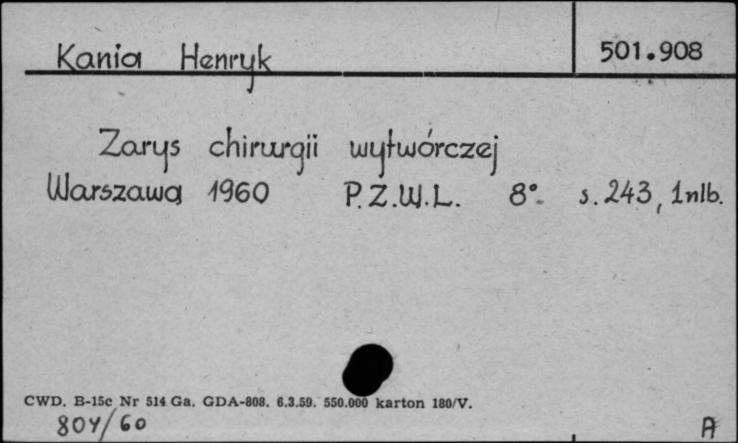 Kania Henryk 501.908
Zarys chirurgii wytwórczej
Warszawa 1960 P.Z.W.L. 8° s. 243, 1nlb.
CWD. B-15c Nr 514 Ga. GDA-808. 6.3.59. 550.000 karton 180/V.
804/60 A